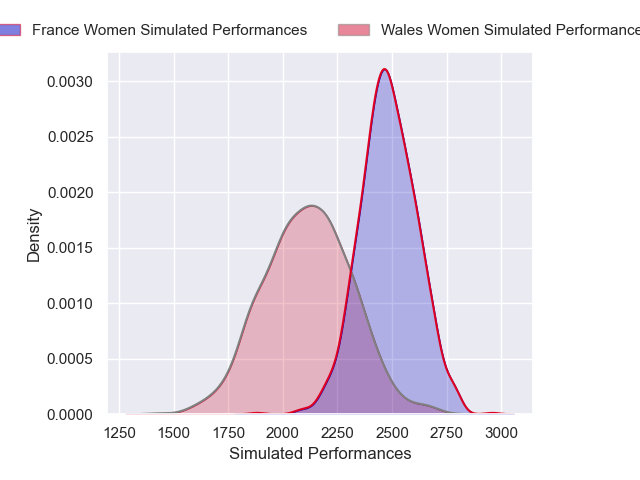 France Women Simulated Performances Wales Women Simulated Performance
0.0030
0.0025
0.0020
0.0015
0.0010
0.0005
0.0000
Density
1250 1500 1750 2000 2250 2500 2750 3000
Simulated Performances